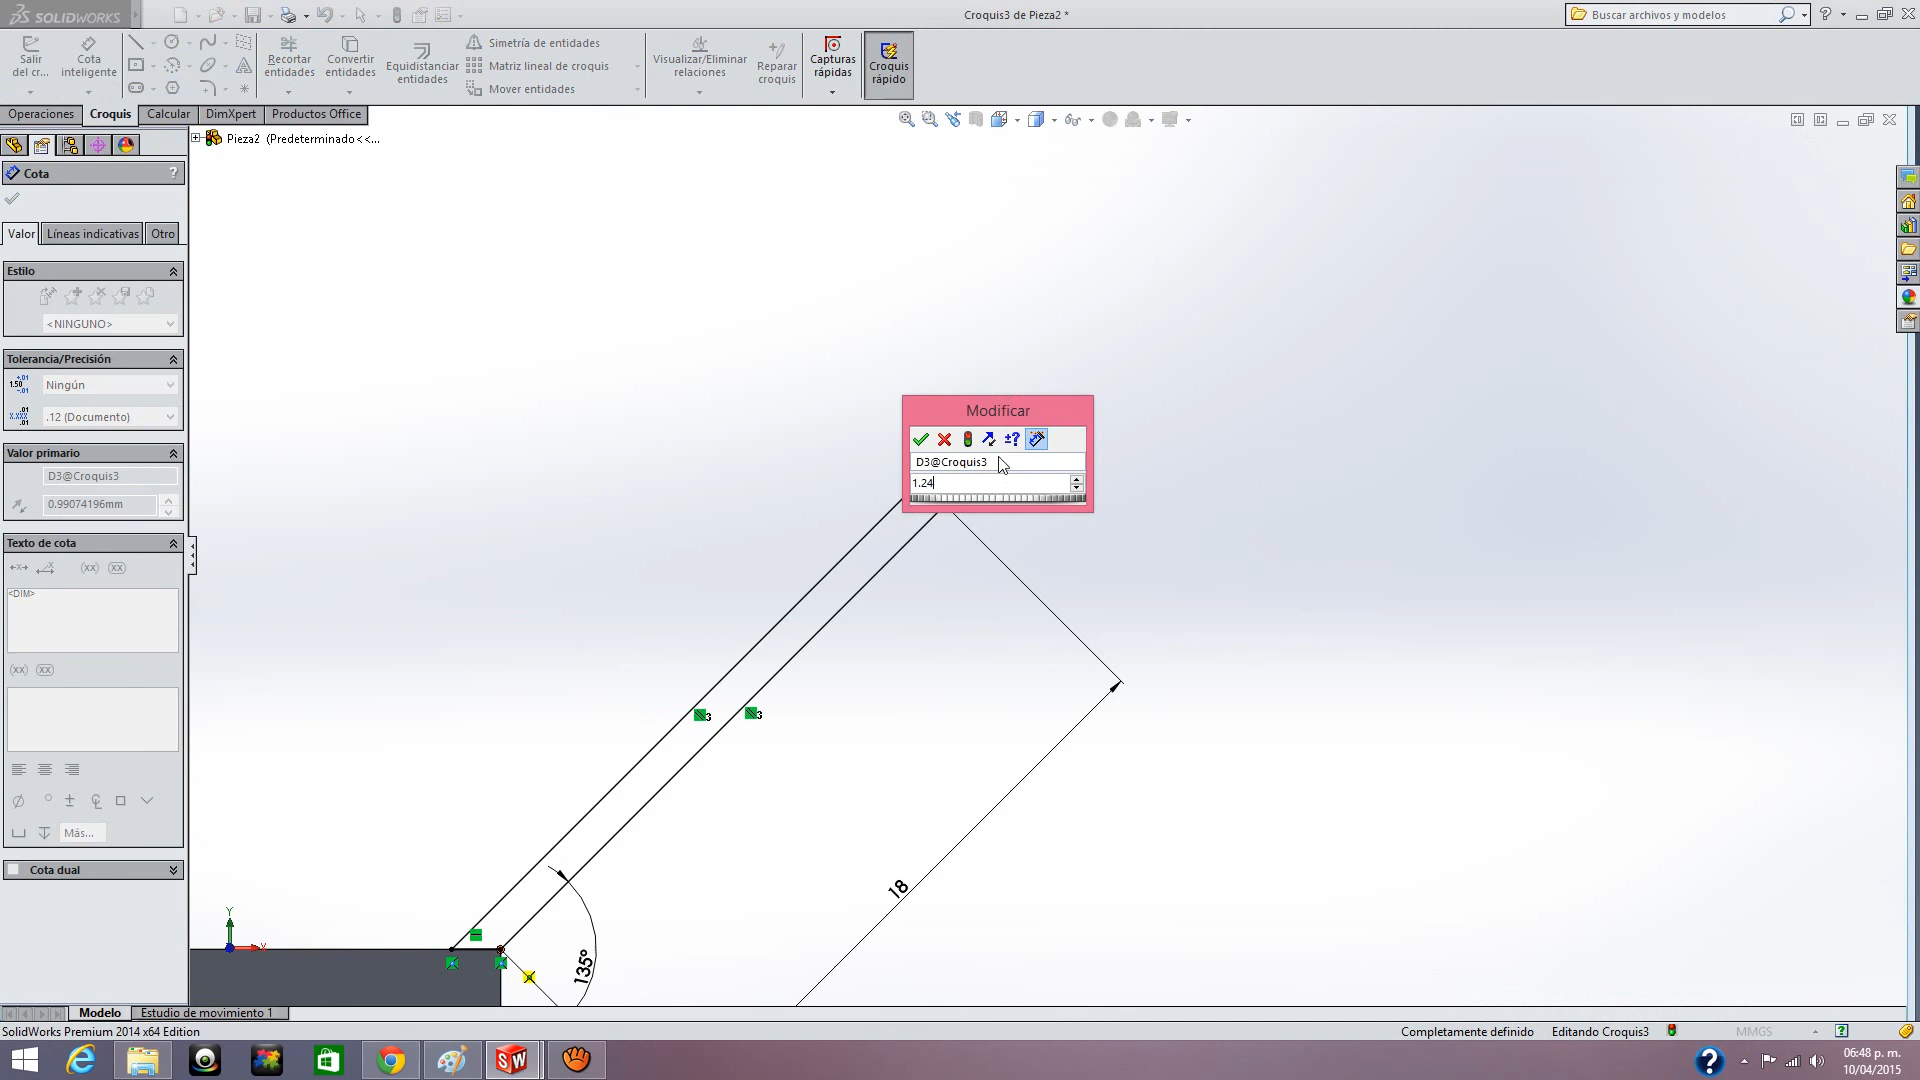 SOLIDWORKS
Croquis3 de Pieza2 *
Buscar archivos y modelos
Salir del cr...
Cota inteligente
Recortar entidades
Convertir entidades
Equidistanciar entidades
Simetría de entidades
Matriz lineal de croquis
Mover entidades
Visualizar/Eliminar relaciones
Reparar croquis
Capturas rápidas
Croquis rápido
Operaciones
Croquis
Calcular
DimXpert
Productos Office
Pieza2 (Predeterminado<<...
Cota
?
Valor
Líneas indicativas
Otro
Estilo
<NINGUNO>
Tolerancia/Precisión
Ningún
.12 (Documento)
Valor primario
D3@Croquis3
0.99074196mm
Texto de cota
<DIM>
Más...
Cota dual
Modificar
D3@Croquis3
1.24
3
3
18
135°
Y
Modelo
Estudio de movimiento 1
SolidWorks Premium 2014 x64 Edition
Completamente definido
Editando Croquis3
MMGS
06:48 p. m.
10/04/2015